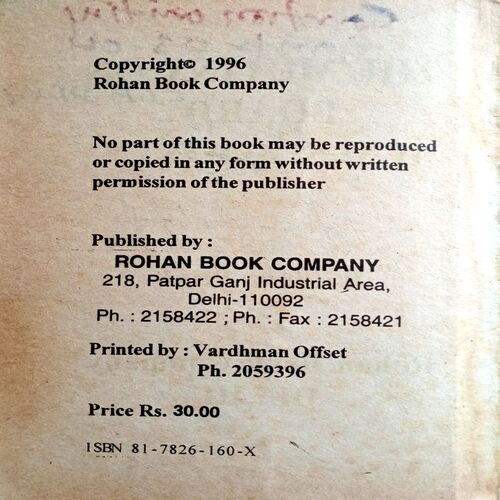 Copyright© 1996
Rohan Book Company
No part of this book may be reproduced
or copied in any form without written
permission of the publisher
Published by :
ROHAN BOOK COMPANY
218, Patpar Ganj Industrial Area,
Delhi-110092
Ph. : 2158422 ; Ph. : Fax : 2158421
Printed by : Vardhman Offset
Ph. 2059396
Price Rs. 30.00
ISBN 81-7826-160-X